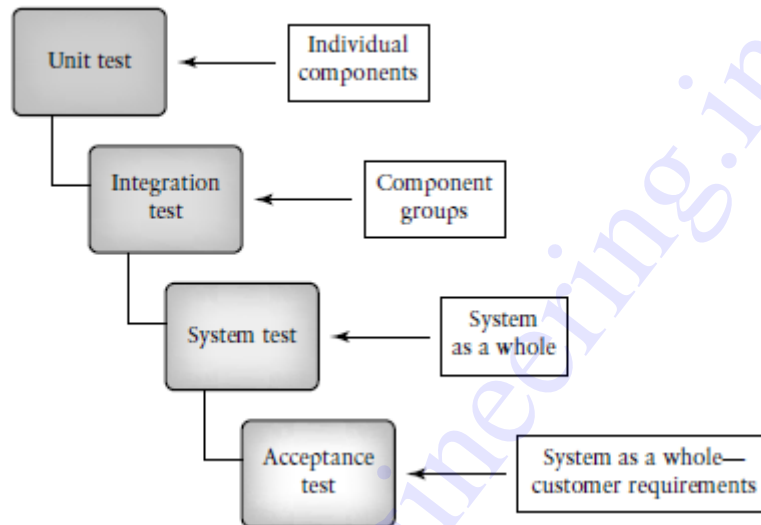 Unit test
Individual
components
Integration
test
Component
groups
System test
System
as a whole
Acceptance
test
System as a whole—
customer requirements